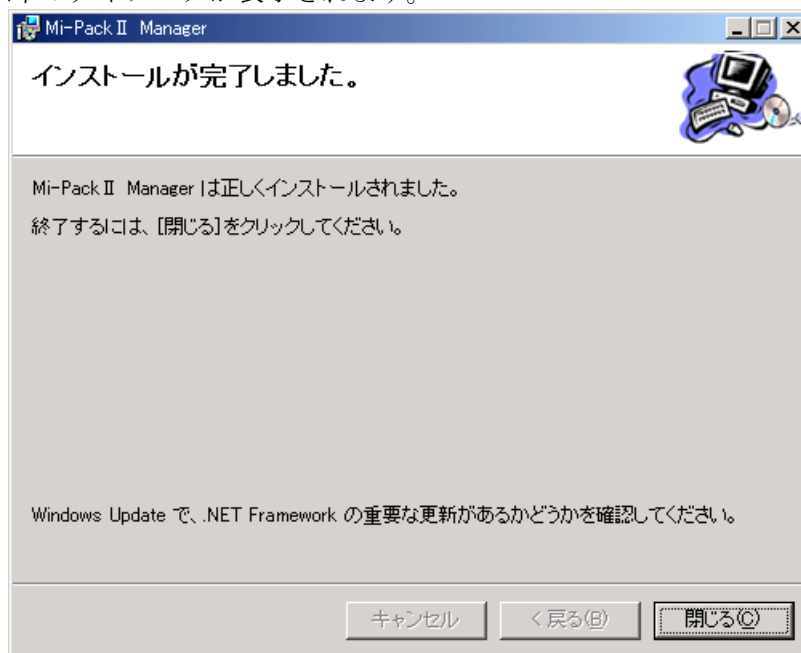 Mi-Pack Ⅱ Manager
インストールが完了しました。
Mi-Pack Ⅱ Manager は正しくインストールされました。
終了するには、[閉じる]をクリックしてください。
Windows Update で、.NET Framework の重要な更新があるかどうかを確認してください。
キャンセル
< 戻る(B)
閉じる(C)